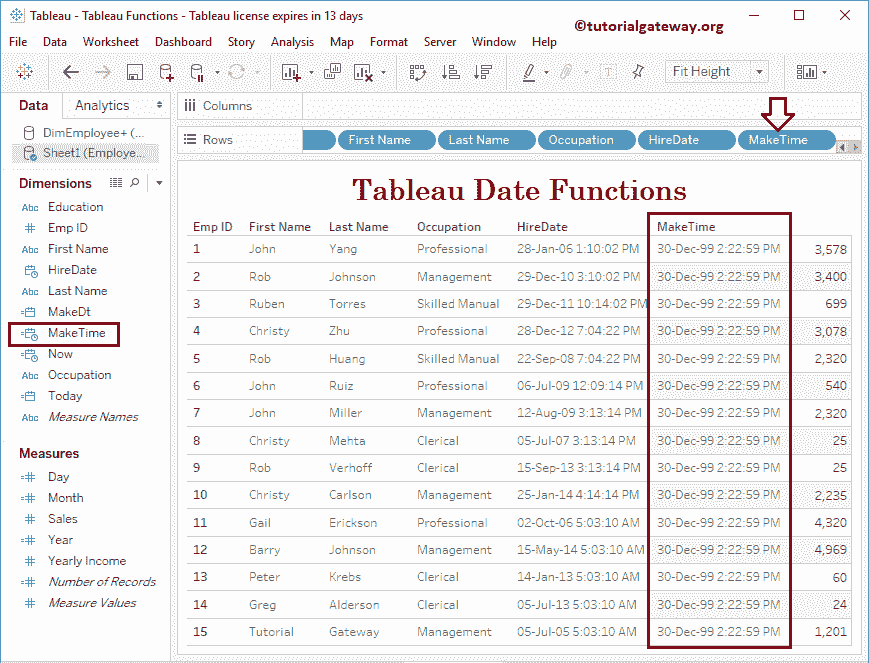 Tableau - Tableau Functions - Tableau license expires in 13 days
©tutorialgateway.org
File Data Worksheet Dashboard Story Analysis Map Format Server Window Help
Fit Height
Data Analytics
Columns
DimEmployee+ (...
Rows First Name Last Name Occupation HireDate MakeTime
Sheet1 (Employe...
Dimensions
Education
Emp ID
First Name
HireDate
Last Name
MakeDt
MakeTime
Now
Occupation
Today
Measure Names
Measures
Day
Month
Sales
Year
Yearly Income
Number of Records
Measure Values
Tableau Date Functions
Emp ID First Name Last Name Occupation HireDate MakeTime
1 John Yang Professional 28-Jan-06 1:10:02 PM 30-Dec-99 2:22:59 PM 3,578
2 Rob Johnson Management 29-Dec-10 3:10:02 PM 30-Dec-99 2:22:59 PM 3,400
3 Ruben Torres Skilled Manual 29-Dec-11 10:14:02 PM 30-Dec-99 2:22:59 PM 699
4 Christy Zhu Professional 28-Dec-12 7:04:22 PM 30-Dec-99 2:22:59 PM 3,078
5 Rob Huang Skilled Manual 22-Sep-08 7:04:22 PM 30-Dec-99 2:22:59 PM 2,320
6 John Ruiz Professional 06-Jul-09 12:09:14 PM 30-Dec-99 2:22:59 PM 540
7 John Miller Management 12-Aug-09 3:13:14 PM 30-Dec-99 2:22:59 PM 2,320
8 Christy Mehta Clerical 05-Jul-07 3:13:14 PM 30-Dec-99 2:22:59 PM 25
9 Rob Verhoff Clerical 15-Sep-13 3:13:14 PM 30-Dec-99 2:22:59 PM 25
10 Christy Carlson Management 25-Jan-14 4:14:14 PM 30-Dec-99 2:22:59 PM 2,235
11 Gail Erickson Professional 02-Oct-06 5:03:10 AM 30-Dec-99 2:22:59 PM 4,320
12 Barry Johnson Management 15-May-14 5:03:10 AM 30-Dec-99 2:22:59 PM 4,969
13 Peter Krebs Clerical 14-Jan-13 5:03:10 AM 30-Dec-99 2:22:59 PM 60
14 Greg Alderson Clerical 05-Jul-13 5:03:10 AM 30-Dec-99 2:22:59 PM 24
15 Tutorial Gateway Management 05-Jul-05 5:03:10 AM 30-Dec-99 2:22:59 PM 1,201